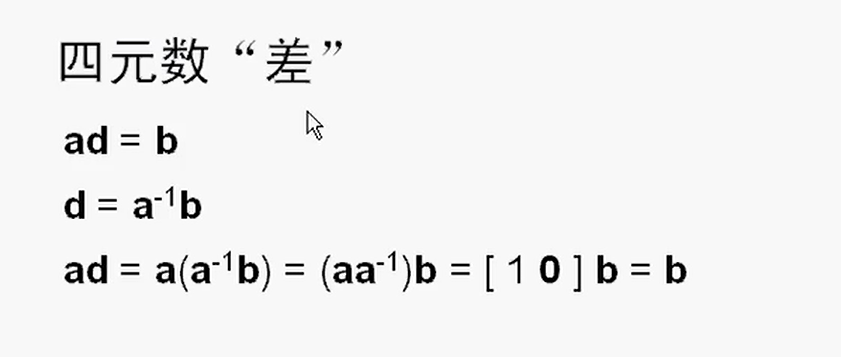 四元数“差”
ad = b
d = a⁻¹b
ad = a(a⁻¹b) = (aa⁻¹)b = [ 1 0 ] b = b